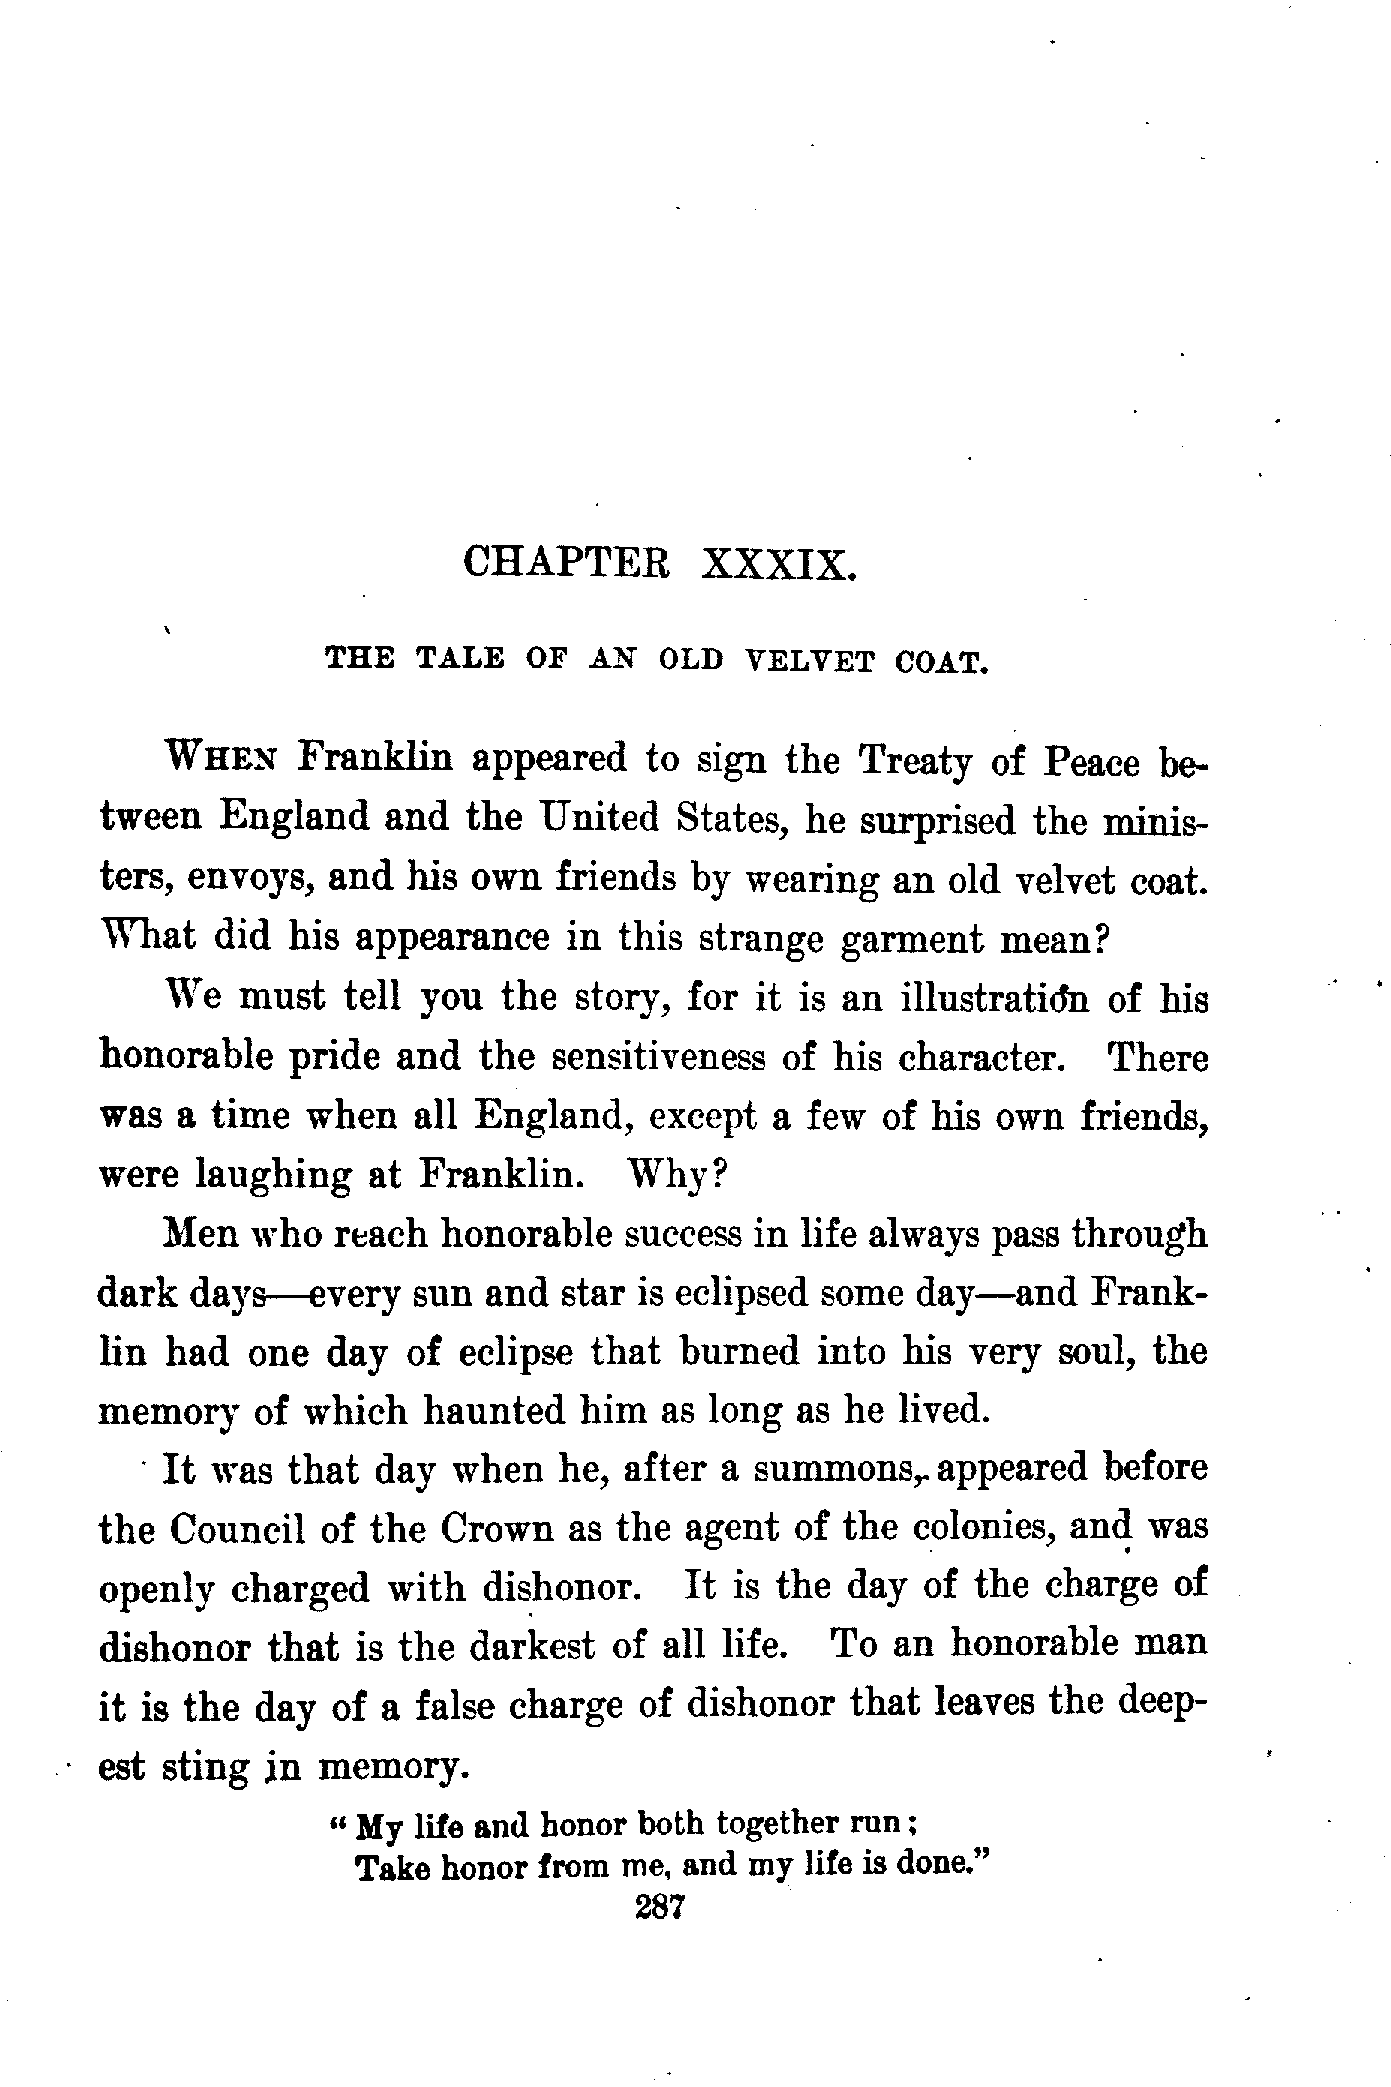 CHAPTER XXXIX.
THE TALE OF AN OLD VELVET COAT.
WHEN Franklin appeared to sign the Treaty of Peace be-
tween England and the United States, he surprised the minis-
ters, envoys, and his own friends by wearing an old velvet coat.
What did his appearance in this strange garment mean?
We must tell you the story, for it is an illustration of his
honorable pride and the sensitiveness of his character. There
was a time when all England, except a few of his own friends,
were laughing at Franklin. Why?
Men who reach honorable success in life always pass through
dark days—every sun and star is eclipsed some day—and Frank-
lin had one day of eclipse that burned into his very soul, the
memory of which haunted him as long as he lived.
It was that day when he, after a summons, appeared before
the Council of the Crown as the agent of the colonies, and was
openly charged with dishonor. It is the day of the charge of
dishonor that is the darkest of all life. To an honorable man
it is the day of a false charge of dishonor that leaves the deep-
est sting in memory.
“ My life and honor both together run ;
Take honor from me, and my life is done.”
287